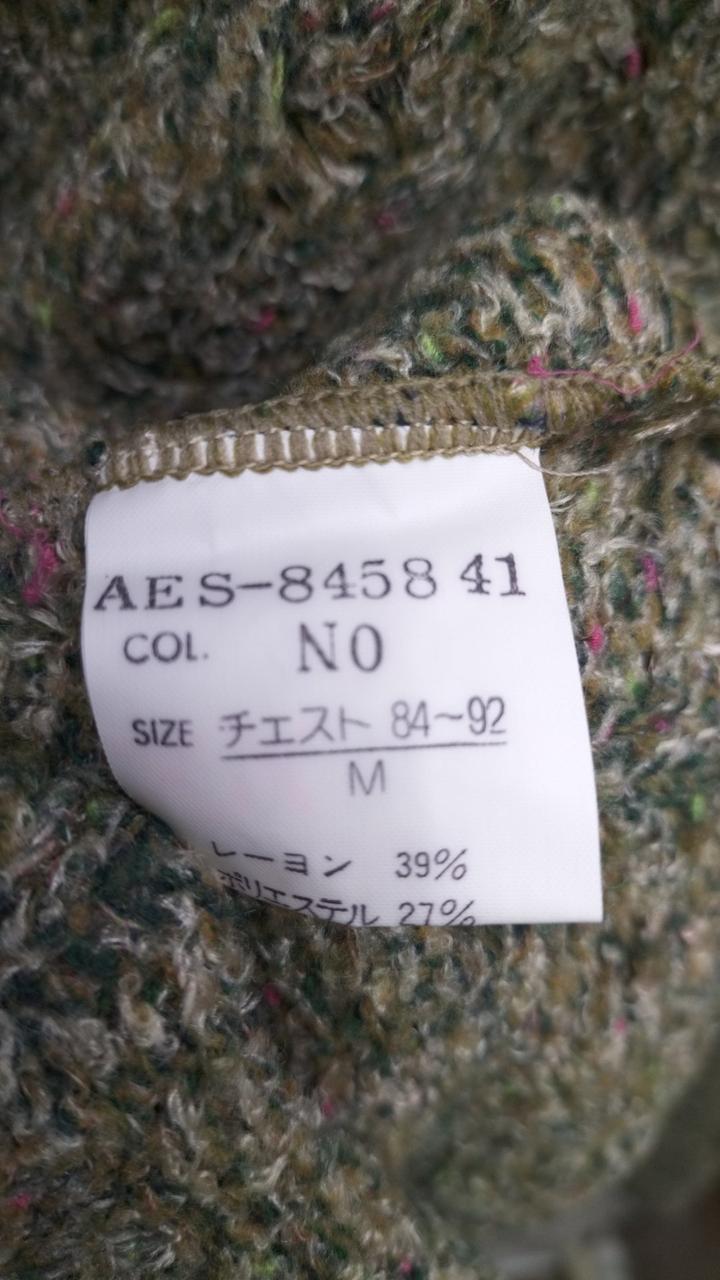 AES-8458 41
COL. NO
SIZE チェスト 84~92
M
レーヨン 39%
ポリエステル 27%